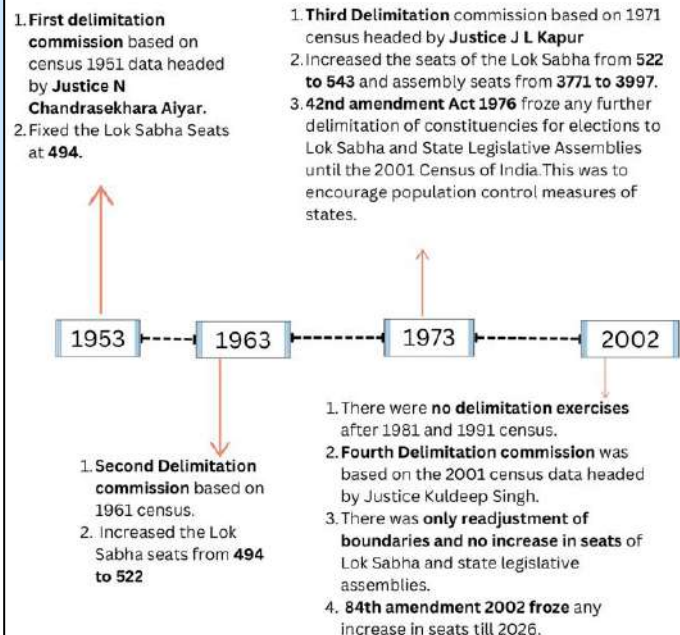 1. First delimitation
commission based on
census 1951 data headed
by Justice N
Chandrasekhara Aiyar.
2. Fixed the Lok Sabha Seats
at 494.
1. Third Delimitation commission based on 1971
census headed by Justice J L Kapur
2. Increased the seats of the Lok Sabha from 522
to 543 and assembly seats from 3771 to 3997.
3. 42nd amendment Act 1976 froze any further
delimitation of constituencies for elections to
Lok Sabha and State Legislative Assemblies
until the 2001 Census of India.This was to
encourage population control measures of
states.
1953
1963
1973
2002
1. Second Delimitation
commission based on
1961 census.
2. Increased the Lok
Sabha seats from 494
to 522
1. There were no delimitation exercises
after 1981 and 1991 census.
2. Fourth Delimitation commission was
based on the 2001 census data headed
by Justice Kuldeep Singh.
3. There was only readjustment of
boundaries and no increase in seats of
Lok Sabha and state legislative
assemblies.
4. 84th amendment 2002 froze any
increase in seats till 2026.